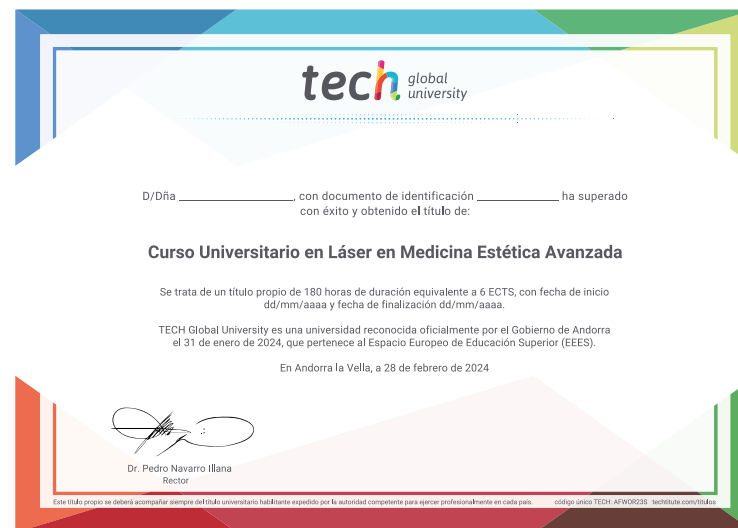 tech global university
D/Dña ____________________, con documento de identificación ______________ ha superado
con éxito y obtenido el título de:
Curso Universitario en Láser en Medicina Estética Avanzada
Se trata de un título propio de 180 horas de duración equivalente a 6 ECTS, con fecha de inicio
dd/mm/aaaa y fecha de finalización dd/mm/aaaa.
TECH Global University es una universidad reconocida oficialmente por el Gobierno de Andorra
el 31 de enero de 2024, que pertenece al Espacio Europeo de Educación Superior (EEES).
En Andorra la Vella, a 28 de febrero de 2024
Dr. Pedro Navarro Illana
Rector
Este título propio se deberá acompañar siempre del título universitario habilitante expedido por la autoridad competente para ejercer profesionalmente en cada país. código único TECH: AFWOR23S techtitute.com/titulos